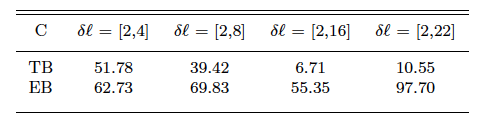 C δℓ = [2,4] δℓ = [2,8] δℓ = [2,16] δℓ = [2,22]
TB 51.78 39.42 6.71 10.55
EB 62.73 69.83 55.35 97.70